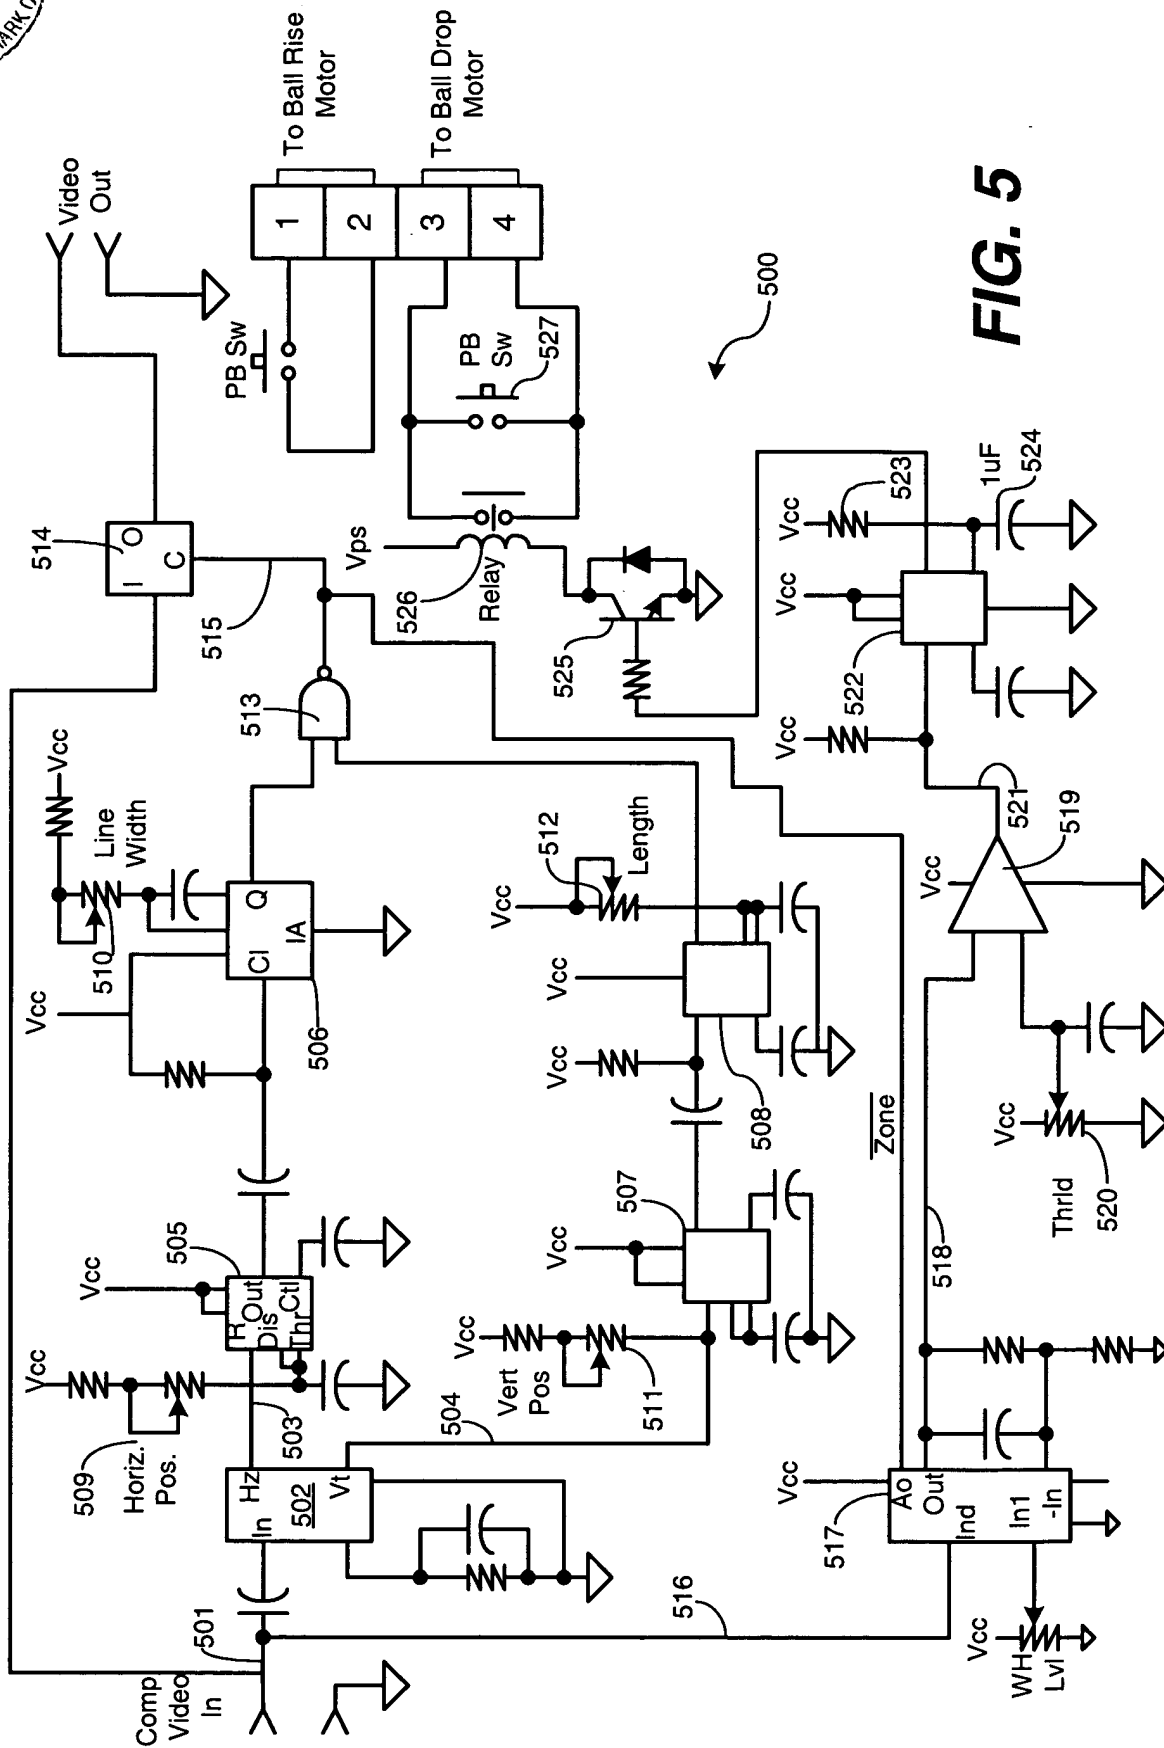 Comp
Video
In
501
Horiz.
Pos.
509
Vcc
Vcc
505
R
Out
Dis
Thr
Ctl
503
Hz
In
502
Vt
504
Vcc
510
Line
Width
Vcc
Cl
Q
IA
506
513
515
514
I
O
C
Video
Out
PB Sw
1
2
3
4
To Ball Rise
Motor
To Ball Drop
Motor
PB
Sw
527
Vps
526
Relay
525
500
Vcc
Vert
Pos
511
Vcc
507
Vcc
Vcc
508
Vcc
512
Length
Zone
516
Vcc
517
Ao
Out
Ind
In1
-In
Vcc
WH
Lvl
518
Vcc
Thrld
520
Vcc
519
521
Vcc
522
Vcc
Vcc
523
1uF
524
FIG. 5